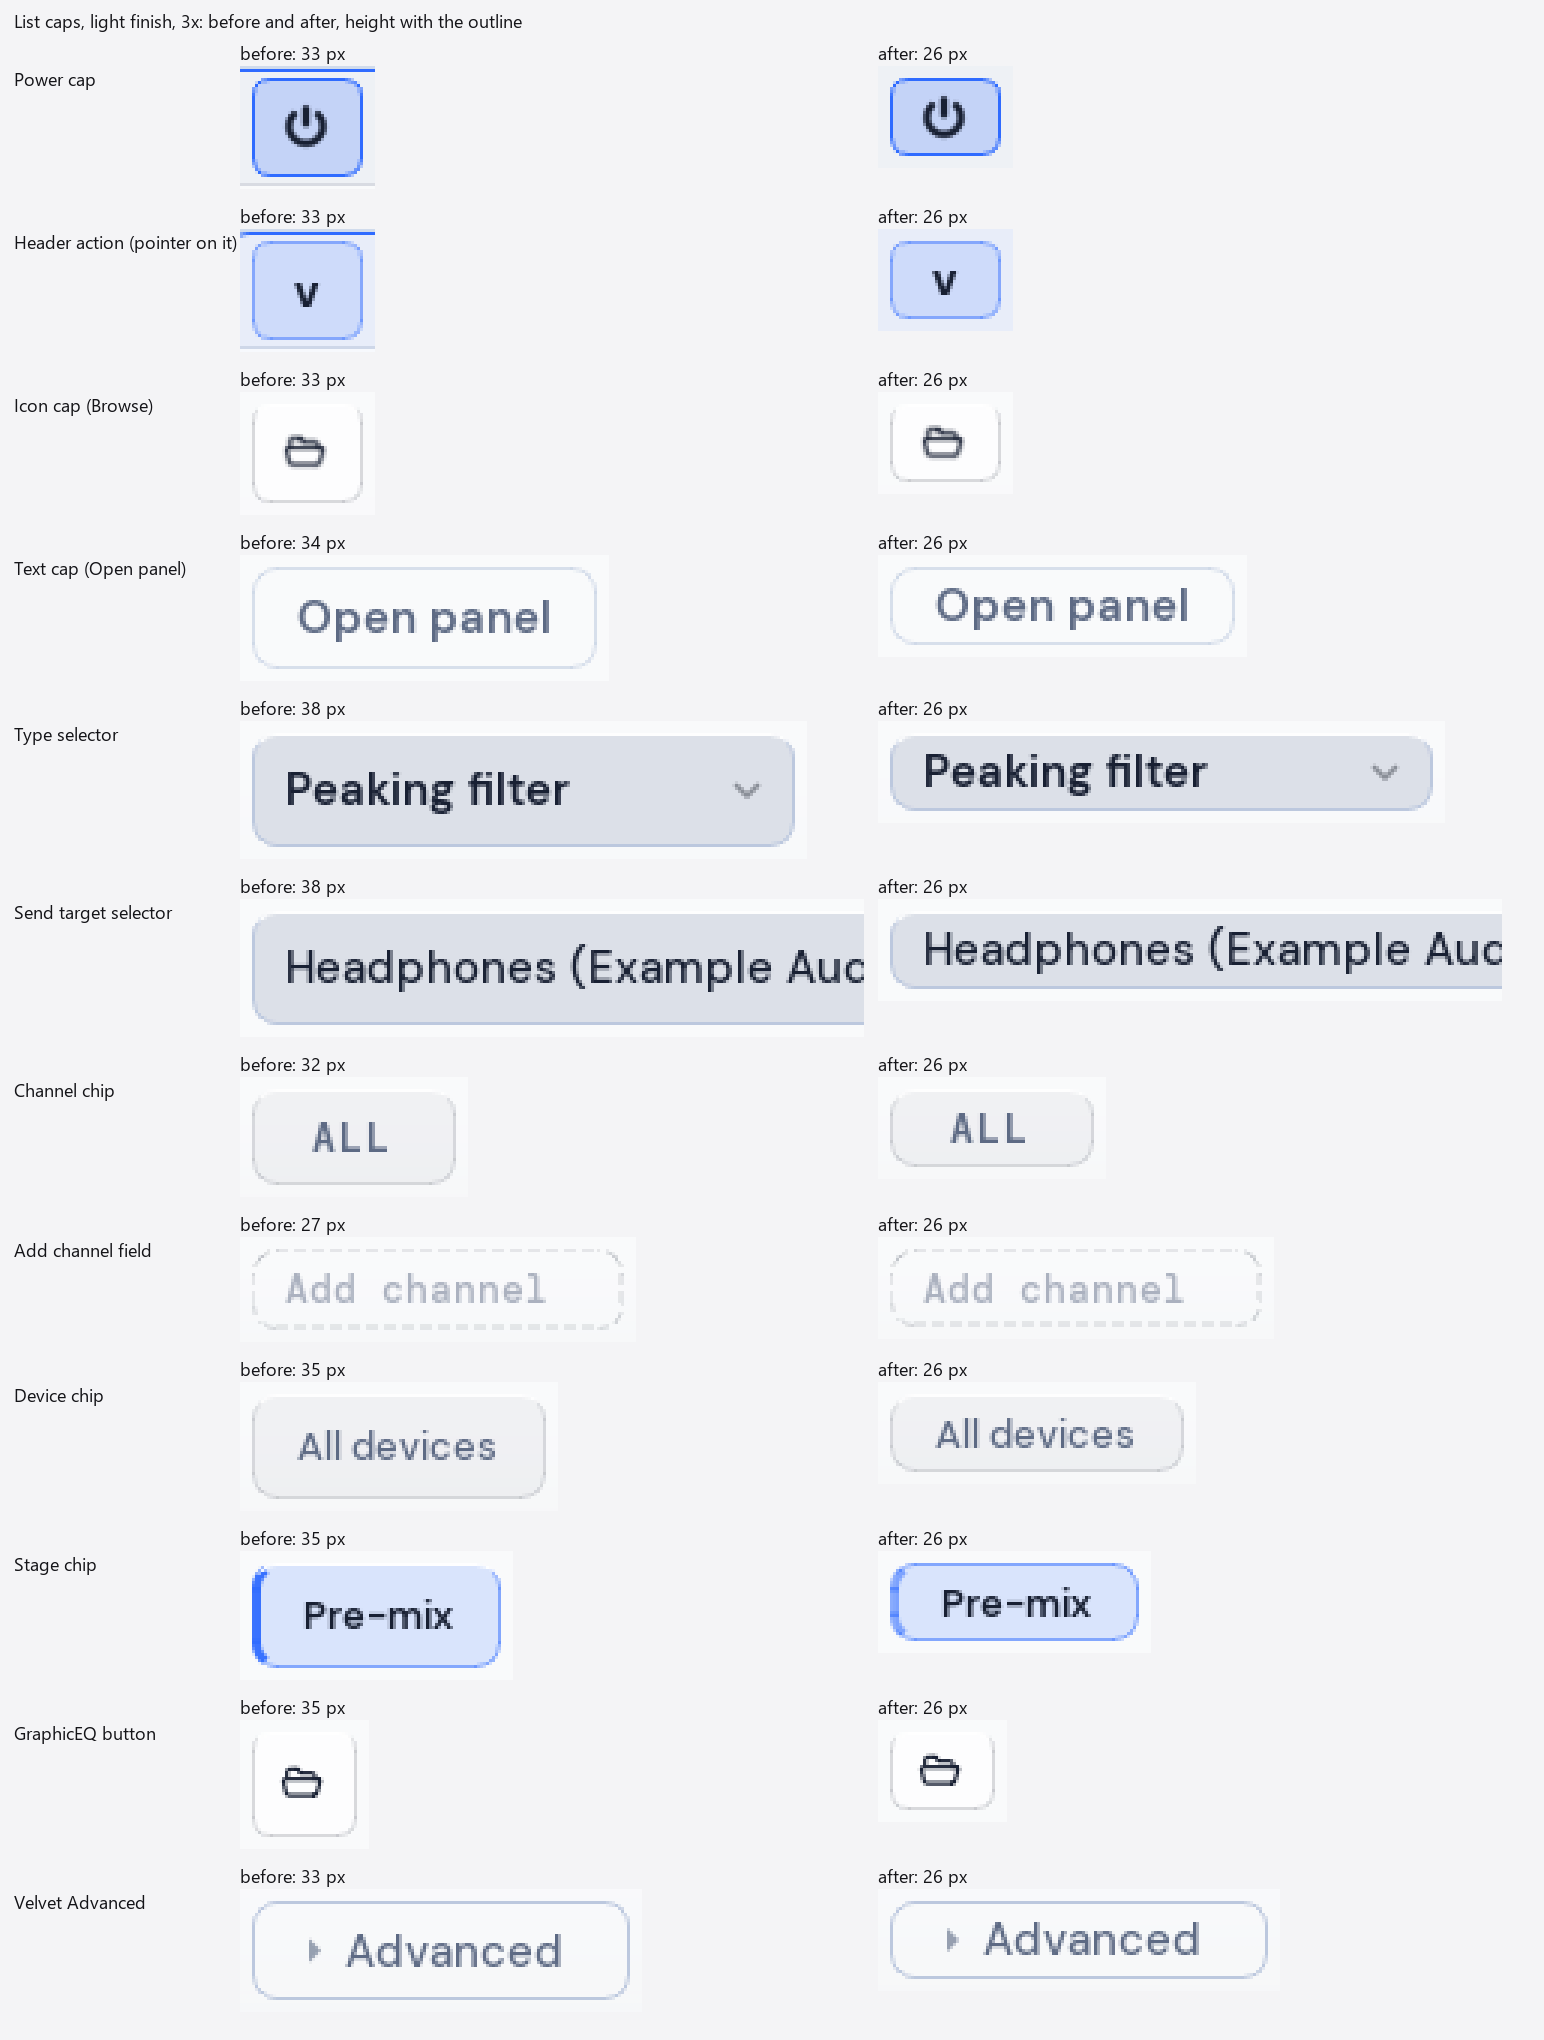 List caps, light finish, 3x: before and after, height with the outline
before: 33 px after: 26 px
Power cap
before: 33 px after: 26 px
Header action (pointer on it) v v
before: 33 px after: 26 px
Icon cap (Browse)
before: 34 px after: 26 px
Text cap (Open panel) Open panel Open panel
before: 38 px after: 26 px
Type selector Peaking filter Peaking filter
before: 38 px after: 26 px
Send target selector Headphones (Example Auc Headphones (Example Auc
before: 32 px after: 26 px
Channel chip ALL ALL
before: 27 px after: 26 px
Add channel field Add channel Add channel
before: 35 px after: 26 px
Device chip All devices All devices
before: 35 px after: 26 px
Stage chip Pre-mix Pre-mix
before: 35 px after: 26 px
GraphicEQ button
before: 33 px after: 26 px
Velvet Advanced Advanced Advanced